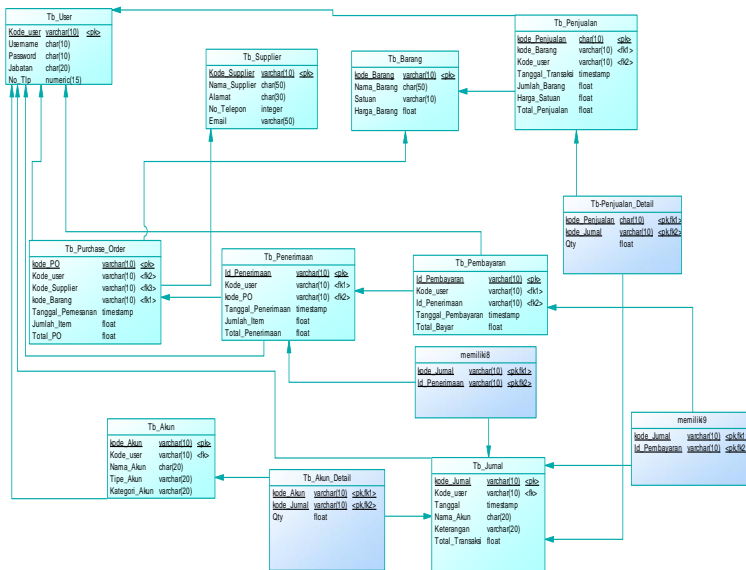 Tb_User
Kode_user varchar(10) <pk>
Username char(10)
Password char(10)
Jabatan char(20)
No_Tlp numeric(15)
Tb_Supplier
Kode_Supplier varchar(10) <pk>
Nama_Supplier char(50)
Alamat char(30)
No_Telepon integer
Email varchar(50)
Tb_Barang
kode_Barang varchar(10) <pk>
Nama_Barang char(50)
Satuan varchar(10)
Harga_Barang float
Tb_Penjualan
kode_Penjualan char(10) <pk>
kode_Barang varchar(10) <fk1>
Kode_user varchar(10) <fk2>
Tanggal_Transaksi timestamp
Jumlah_Barang float
Harga_Satuan float
Total_Penjualan float
Tb-Penjualan_Detail
kode_Penjualan char(10) <pk,fk1>
kode_Jurnal varchar(10) <pk,fk2>
Qty float
Tb_Purchase_Order
kode_PO varchar(10) <pk>
Kode_user varchar(10) <fk2>
Kode_Supplier varchar(10) <fk3>
kode_Barang varchar(10) <fk1>
Tanggal_Pemesanan timestamp
Jumlah_Item float
Total_PO float
Tb_Penerimaan
Id_Penerimaan varchar(10) <pk>
Kode_user varchar(10) <fk1>
kode_PO varchar(10) <fk2>
Tanggal_Penerimaan timestamp
Jumlah_Item float
Total_Penerimaan float
Tb_Pembayaran
Id_Pembayaran varchar(10) <pk>
Kode_user varchar(10) <fk1>
Id_Penerimaan varchar(10) <fk2>
Tanggal_Pembayaran timestamp
Total_Bayar float
memiliki8
kode_Jurnal varchar(10) <pk,fk1>
Id_Penerimaan varchar(10) <pk,fk2>
memiliki9
kode_Jurnal varchar(10) <pk,fk1
Id_Pembayaran varchar(10) <pk,fk2
Tb_Akun
kode_Akun varchar(10) <pk>
Kode_user varchar(10) <fk>
Nama_Akun char(20)
Tipe_Akun varchar(20)
Kategori_Akun varchar(20)
Tb_Akun_Detail
kode_Akun varchar(10) <pk,fk1>
kode_Jurnal varchar(10) <pk,fk2>
Qty float
Tb_Jurnal
kode_Jurnal varchar(10) <pk>
Kode_user varchar(10) <fk>
Tanggal timestamp
Nama_Akun char(20)
Keterangan varchar(20)
Total_Transaksi float